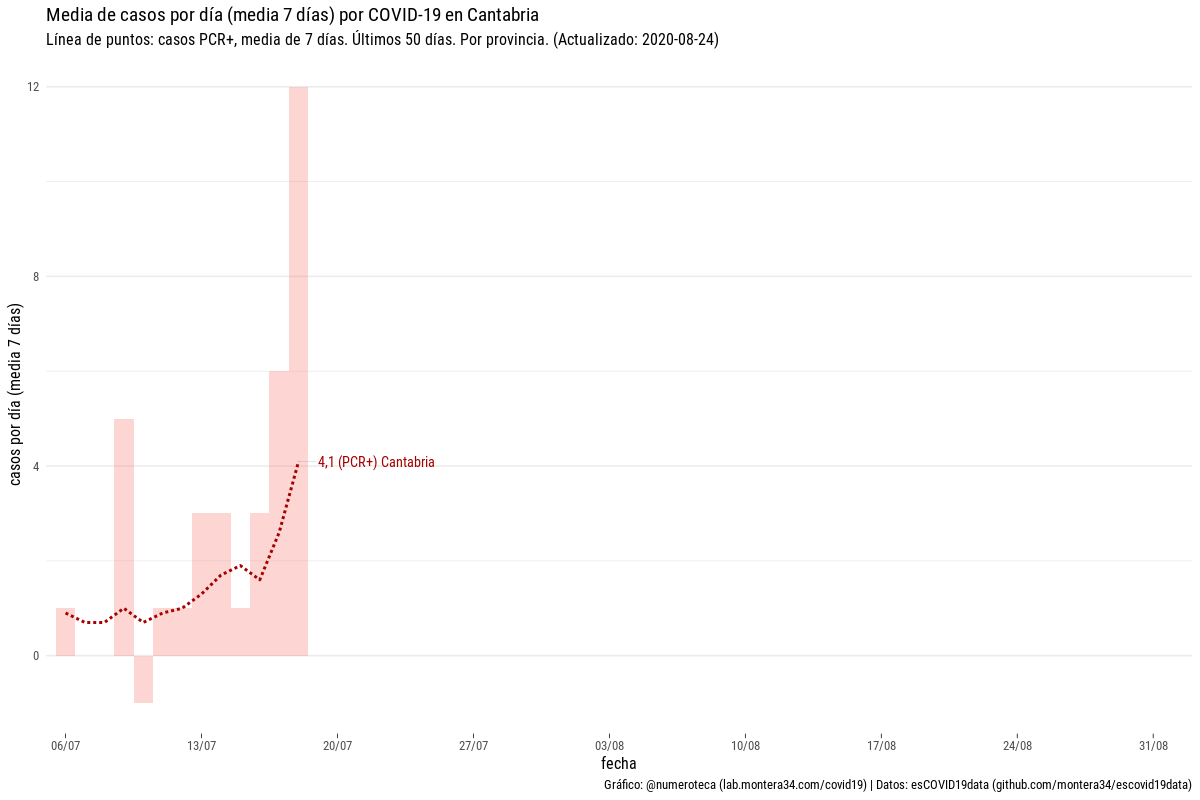 Media de casos por día (media 7 días) por COVID-19 en Cantabria
Línea de puntos: casos PCR+, media de 7 días. Últimos 50 días. Por provincia. (Actualizado: 2020-08-24)
12
8
4
0
casos por día (media 7 días)
4,1 (PCR+) Cantabria
06/07 13/07 20/07 27/07 03/08 10/08 17/08 24/08 31/08
fecha
Gráfico: @numeroteca (lab.montera34.com/covid19) | Datos: esCOVID19data (github.com/montera34/escovid19data)